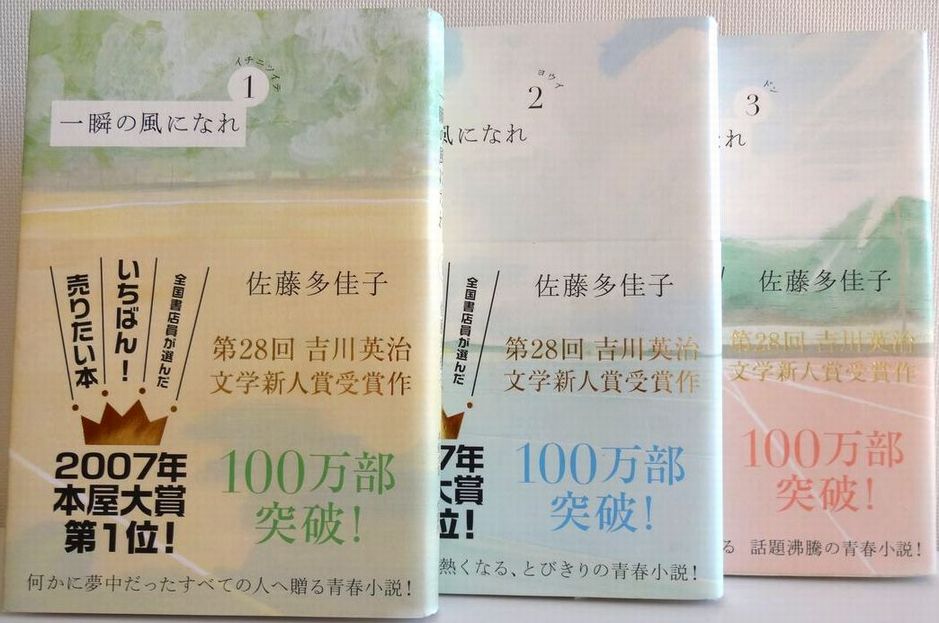 イチニツイテ
1
一瞬の風になれ
全国書店員が選んだ
いちばん!
売りたい本
2007年
本屋大賞
第1位!
佐藤多佳子
第28回 吉川英治
文学新人賞受賞作
100万部
突破!
何かに夢中だったすべての人へ贈る青春小説!
ヨウイ
2
風になれ
全国書店員が選んだ
7年
大賞
位!
佐藤多佳子
第28回 吉川英治
文学新人賞受賞作
100万部
突破!
熱くなる、とびきりの青春小説!
ドン
3
なれ
佐藤多佳子
第28回 吉川英治
文学新人賞受賞作
100万部
突破!
る 話題沸騰の青春小説!